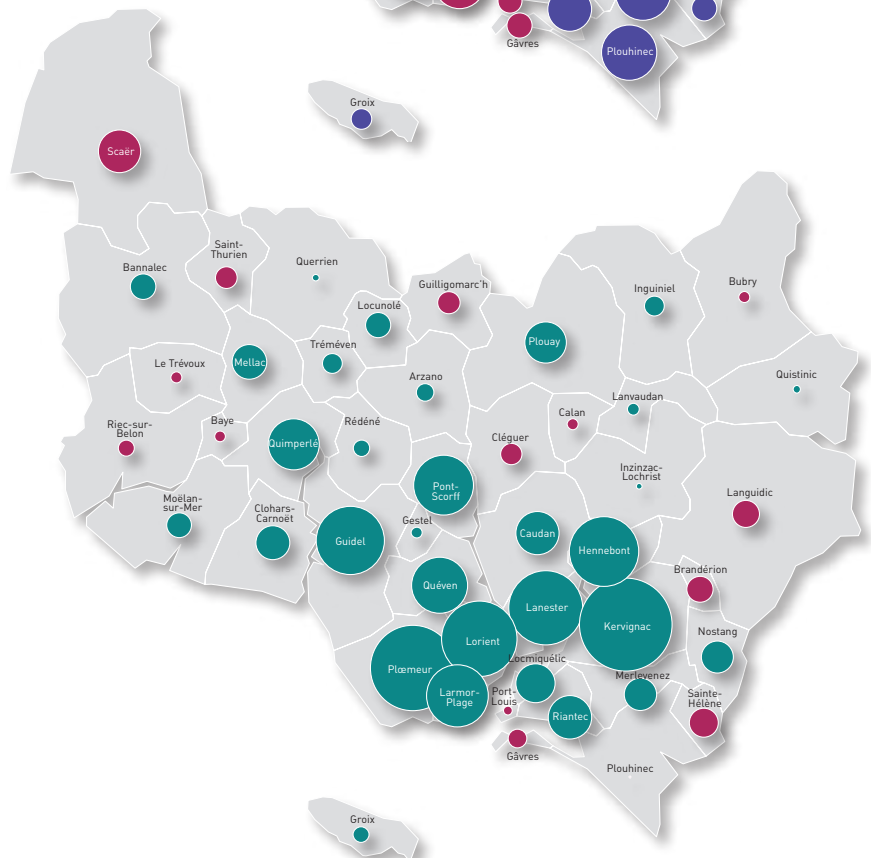 Gâvres
Plouhinec
Groix
Scaër
Saint-
Thurien
Querrien
Bannalec
Guilligomarc'h
Bubry
Inguiniel
Locunolé
Plouay
Tréméven
Le Trévoux
Mellac
Arzano
Quistinic
Lanvaudan
Calan
Baye
Rédéné
Riec-sur-
Belon
Cléguer
Quimperlé
Inzinzac-
Lochrist
Pont-
Scorff
Languidic
Moëlan-
sur-Mer
Clohars-
Carnoët
Gestel
Caudan
Guidel
Hennebont
Brandérion
Quéven
Lanester
Kervignac
Nostang
Lorient
Locmiquélic
Plœmeur
Merlevenez
Larmor-
Plage
Port-
Louis
Sainte-
Hélène
Riantec
Gâvres
Plouhinec
Groix